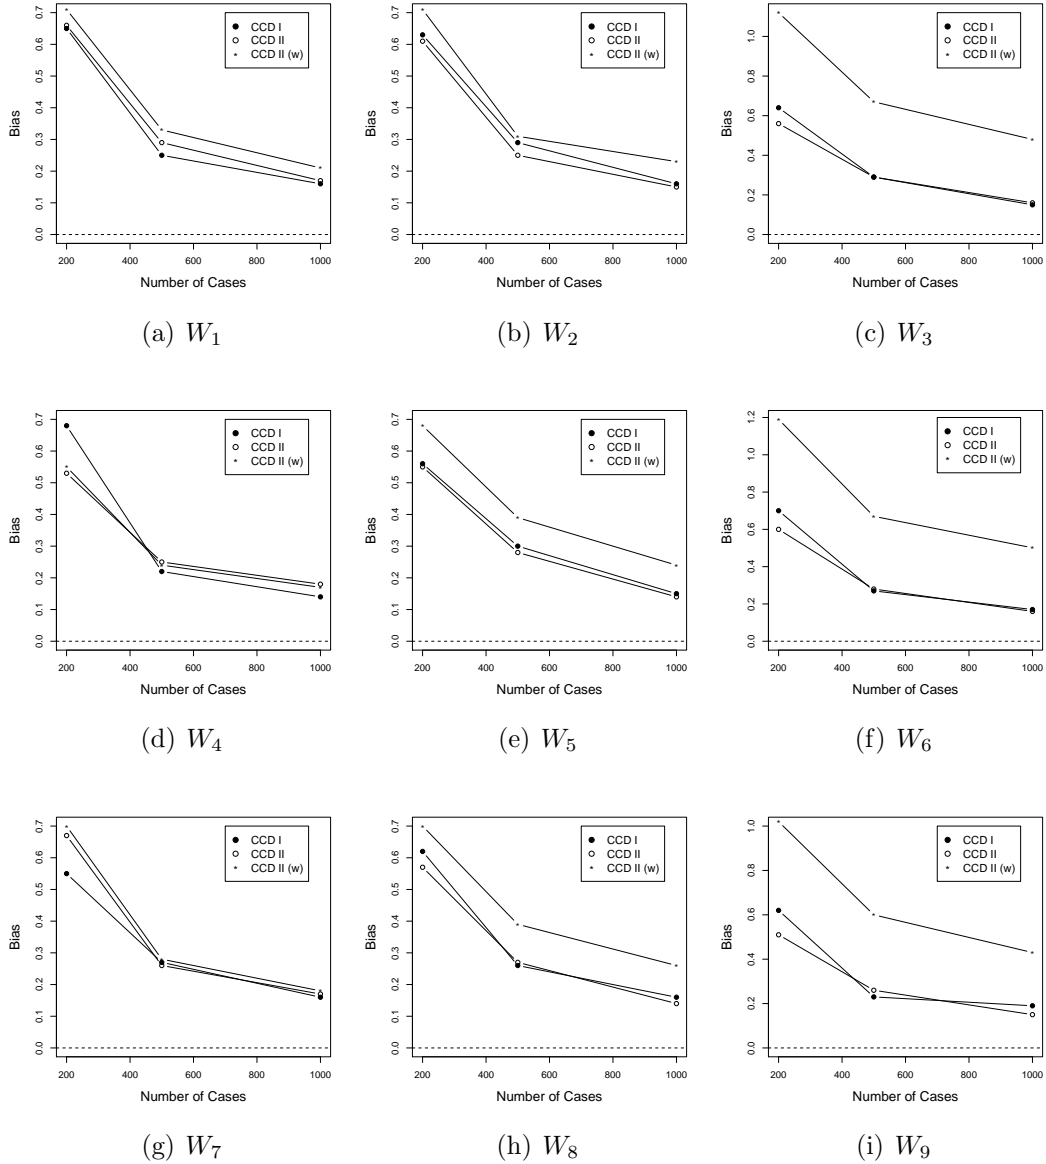 0.0 0.1 0.2 0.3 0.4 0.5 0.6 0.7
Bias
CCD I
CCD II
CCD II (w)
200 400 600 800 1000
Number of Cases
(a) W1
0.0 0.1 0.2 0.3 0.4 0.5 0.6 0.7
Bias
CCD I
CCD II
CCD II (w)
200 400 600 800 1000
Number of Cases
(b) W2
0.0 0.2 0.4 0.6 0.8 1.0
Bias
CCD I
CCD II
CCD II (w)
200 400 600 800 1000
Number of Cases
(c) W3
0.0 0.1 0.2 0.3 0.4 0.5 0.6 0.7
Bias
CCD I
CCD II
CCD II (w)
200 400 600 800 1000
Number of Cases
(d) W4
0.0 0.1 0.2 0.3 0.4 0.5 0.6 0.7
Bias
CCD I
CCD II
CCD II (w)
200 400 600 800 1000
Number of Cases
(e) W5
0.0 0.2 0.4 0.6 0.8 1.0 1.2
Bias
CCD I
CCD II
CCD II (w)
200 400 600 800 1000
Number of Cases
(f) W6
0.0 0.1 0.2 0.3 0.4 0.5 0.6 0.7
Bias
CCD I
CCD II
CCD II (w)
200 400 600 800 1000
Number of Cases
(g) W7
0.0 0.1 0.2 0.3 0.4 0.5 0.6 0.7
Bias
CCD I
CCD II
CCD II (w)
200 400 600 800 1000
Number of Cases
(h) W8
0.0 0.2 0.4 0.6 0.8 1.0
Bias
CCD I
CCD II
CCD II (w)
200 400 600 800 1000
Number of Cases
(i) W9